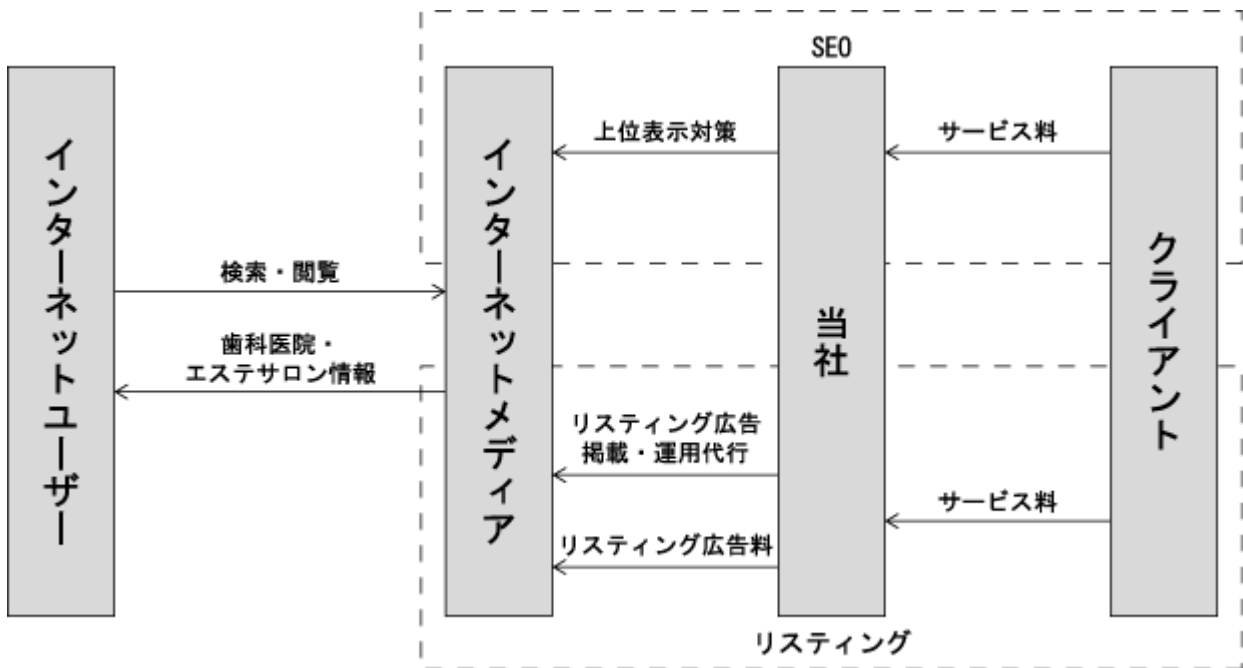 SEO
インターネットユーザー
インターネットメディア
当社
クライアント
上位表示対策
サービス料
検索・閲覧
歯科医院・
エステサロン情報
リスティング広告
掲載・運用代行
サービス料
リスティング広告料
リスティング